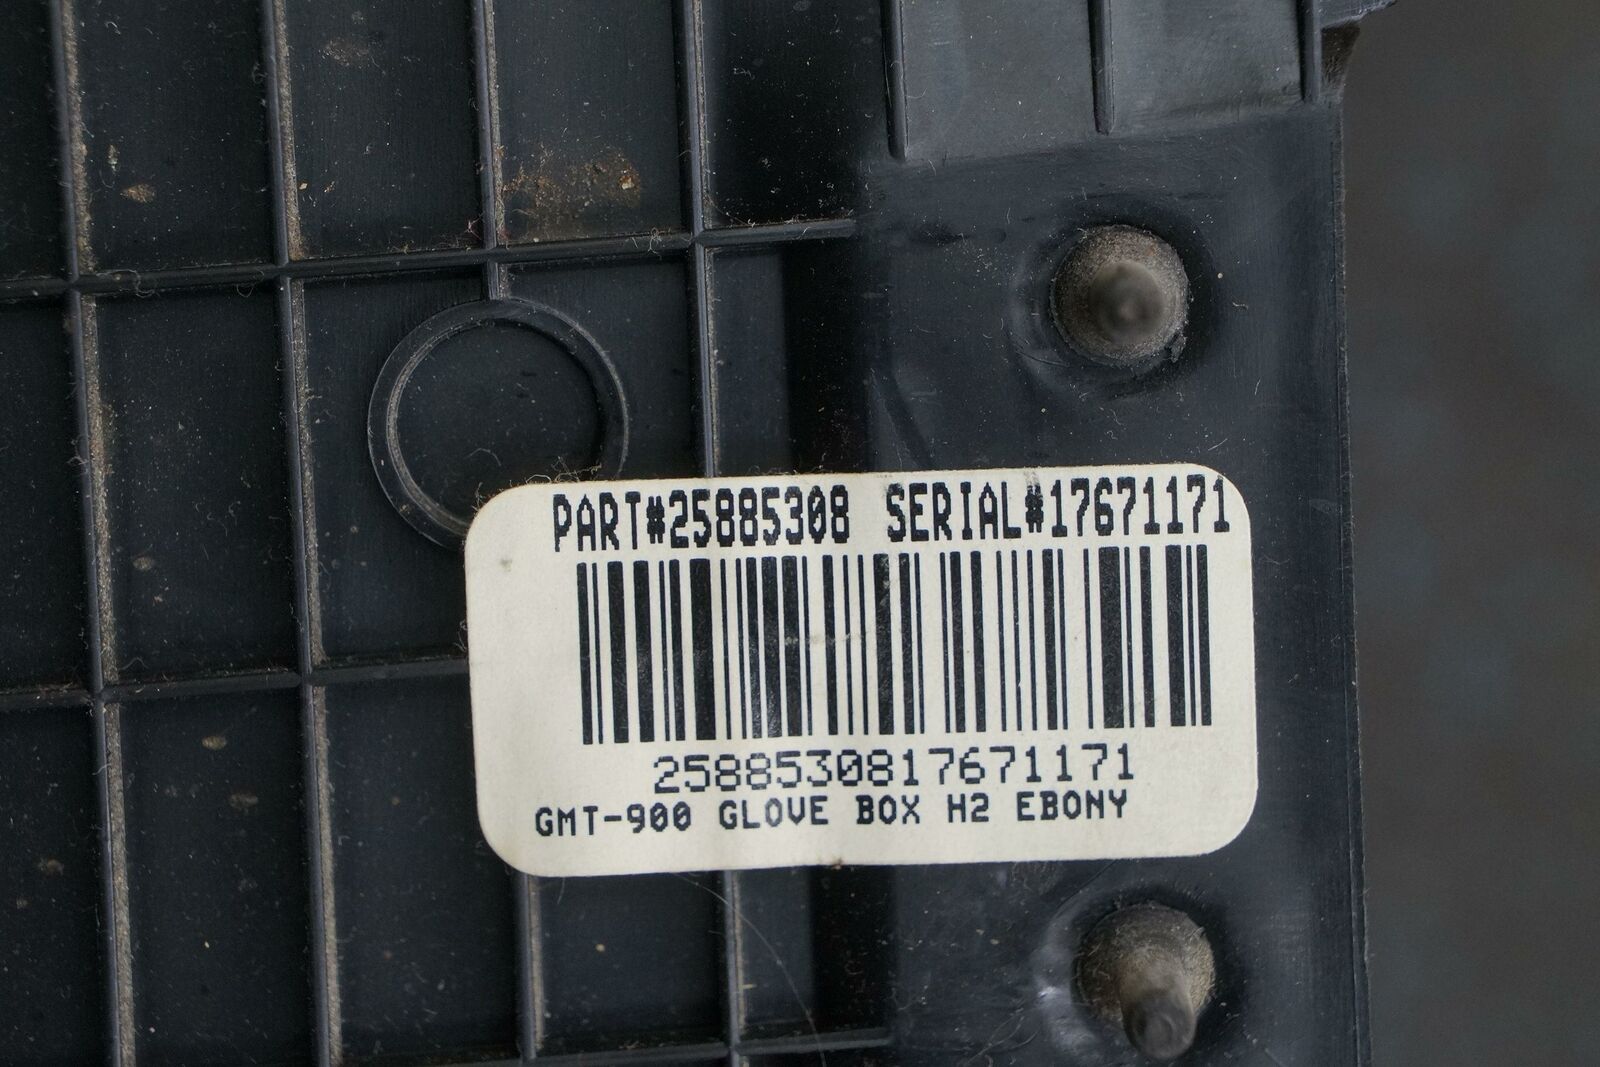 PART#25885308 SERIAL#17671171
2588530817671171
GMT-900 GLOVE BOX H2 EBONY